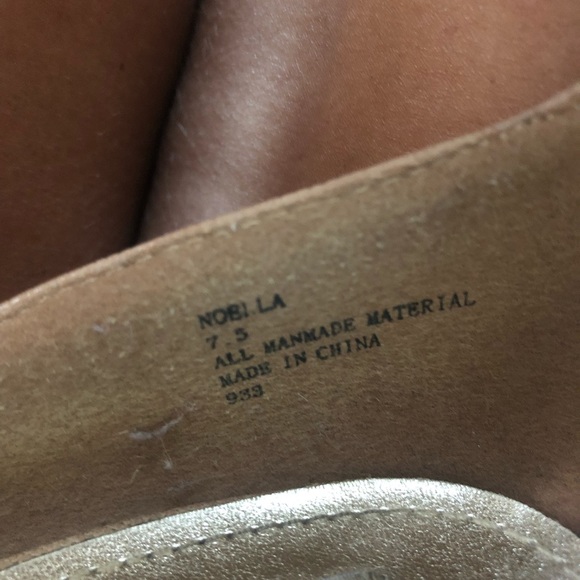 NOELLA
7.5
ALL MANMADE MATERIAL
MADE IN CHINA
933